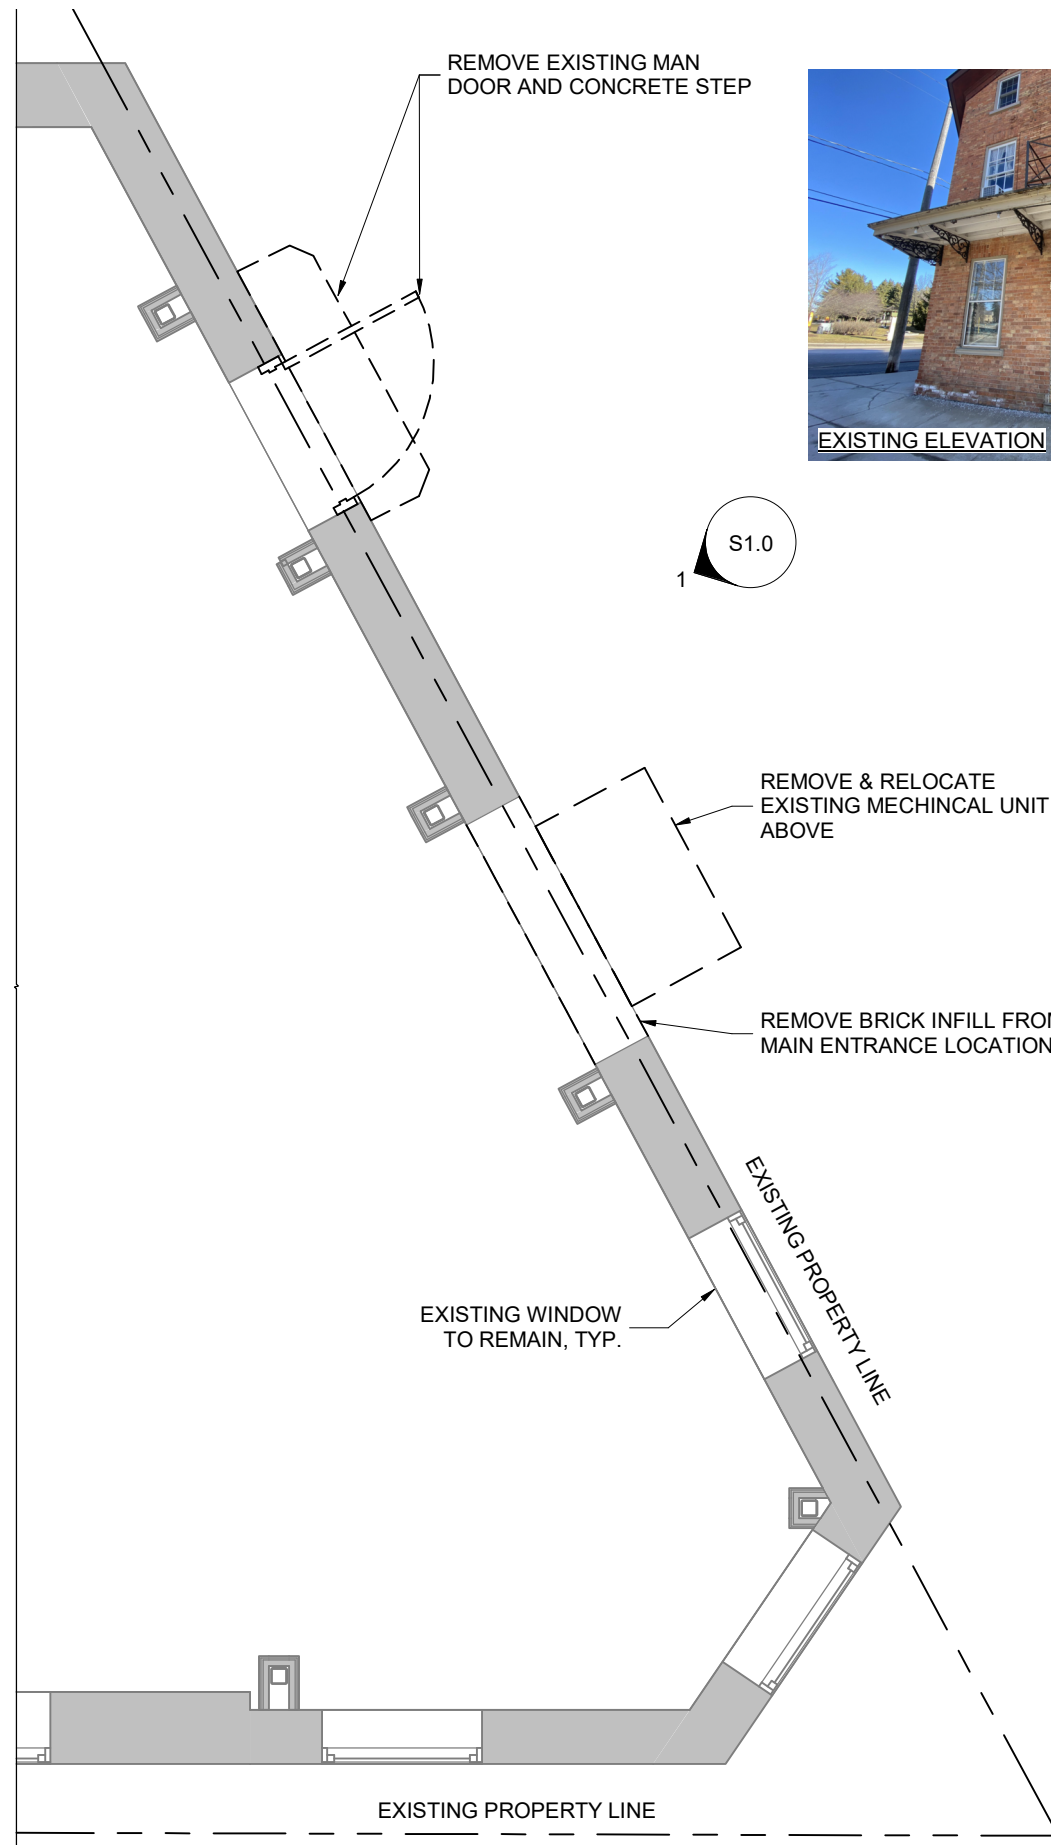 REMOVE EXISTING MAN
DOOR AND CONCRETE STEP
EXISTING ELEVATION
S1.0
1
REMOVE & RELOCATE
EXISTING MECHINCAL UNIT
ABOVE
REMOVE BRICK INFILL FROM
MAIN ENTRANCE LOCATION
EXISTING PROPERTY LINE
EXISTING WINDOW
TO REMAIN, TYP.
EXISTING PROPERTY LINE